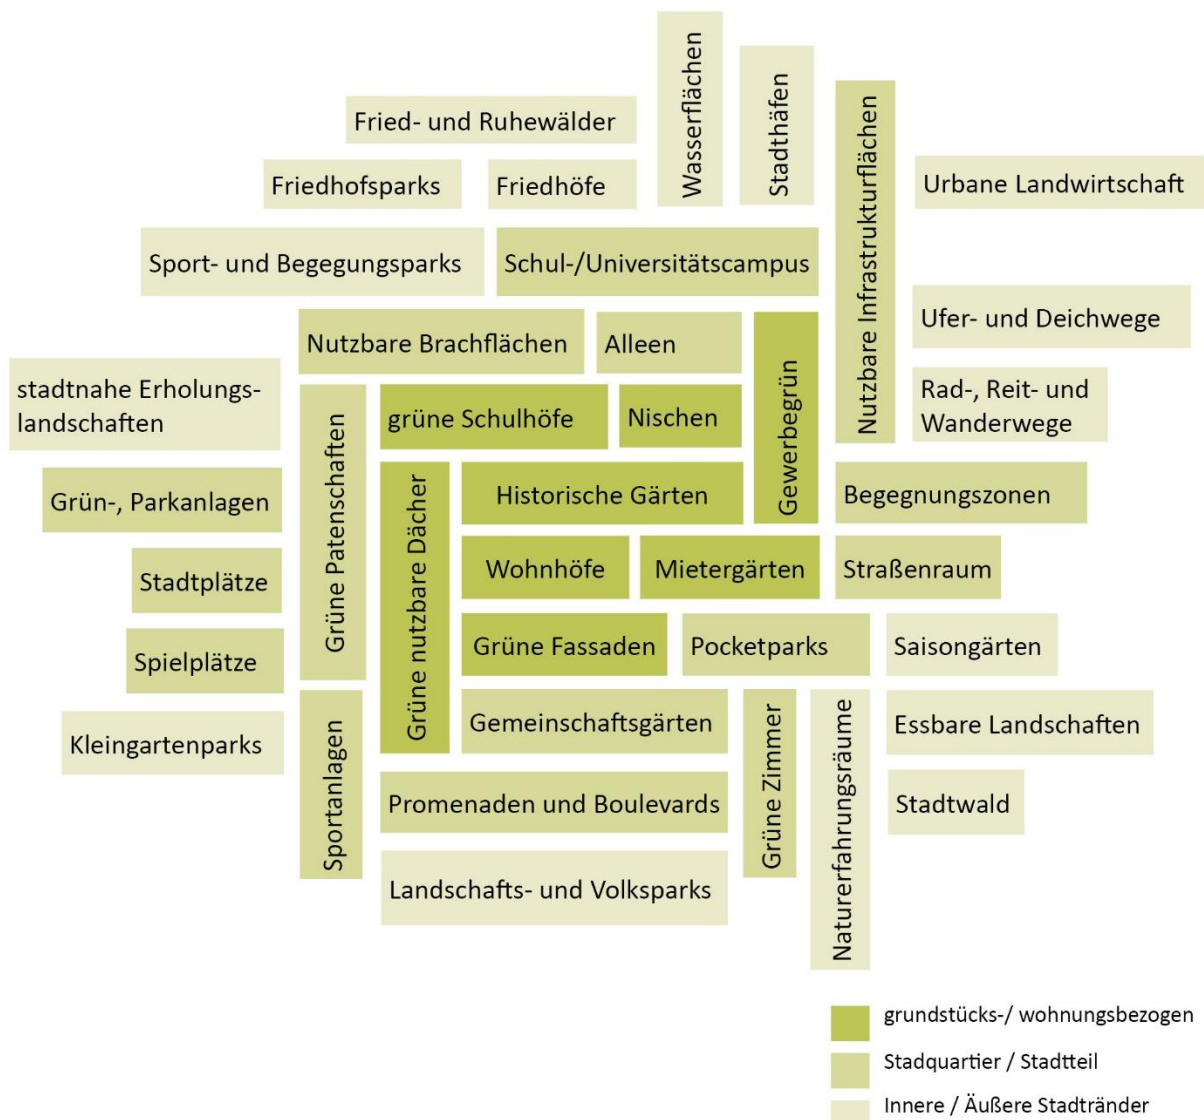 Wasserflächen
Stadthäfen
Fried- und Ruhewälder
Nutzbare Infrastrukturflächen
Friedhofsparks
Friedhöfe
Urbane Landwirtschaft
Sport- und Begegungsparks
Schul-/Universitätscampus
Ufer- und Deichwege
Nutzbare Brachflächen
Alleen
Gewerbegrün
stadtnahe Erholungs-
landschaften
Grüne Patenschaften
grüne Schulhöfe
Nischen
Rad-, Reit- und
Wanderwege
Grün-, Parkanlagen
Grüne nutzbare Dächer
Historische Gärten
Begegnungszonen
Stadtplätze
Wohnhöfe
Mietergärten
Straßenraum
Spielplätze
Grüne Fassaden
Pocketparks
Saisongärten
Kleingartenparks
Sportanlagen
Gemeinschaftsgärten
Grüne Zimmer
Naturerfahrungsräume
Essbare Landschaften
Promenaden und Boulevards
Stadtwald
Landschafts- und Volksparks
grundstücks-/ wohnungsbezogen
Stadquartier / Stadtteil
Innere / Äußere Stadtränder